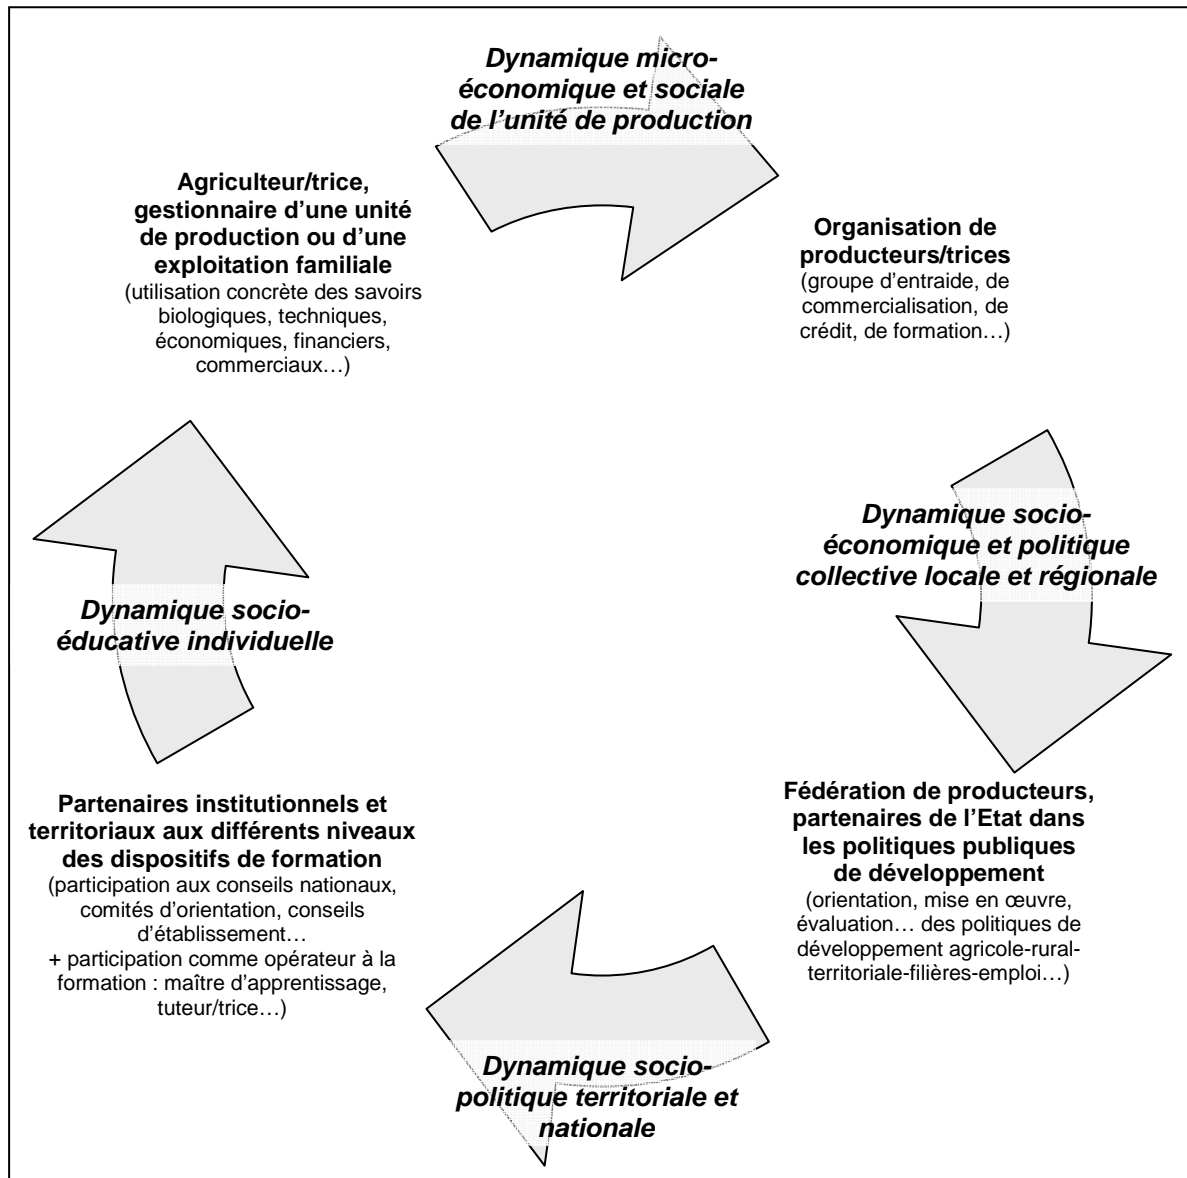 Dynamique micro-
économique et sociale
de l’unité de production
Agriculteur/trice,
gestionnaire d’une unité
de production ou d’une
exploitation familiale
(utilisation concrète des savoirs
biologiques, techniques,
économiques, financiers,
commerciaux…)
Organisation de
producteurs/trices
(groupe d’entraide, de
commercialisation, de
crédit, de formation…)
Dynamique socio-
économique et politique
collective locale et régionale
Dynamique socio-
éducative individuelle
Partenaires institutionnels et
territoriaux aux différents niveaux
des dispositifs de formation
(participation aux conseils nationaux,
comités d’orientation, conseils
d’établissement…
+ participation comme opérateur à la
formation : maître d’apprentissage,
tuteur/trice…)
Fédération de producteurs,
partenaires de l’Etat dans
les politiques publiques
de développement
(orientation, mise en œuvre,
évaluation… des politiques de
développement agricole-rural-
territoriale-filières-emploi…)
Dynamique socio-
politique territoriale et
nationale